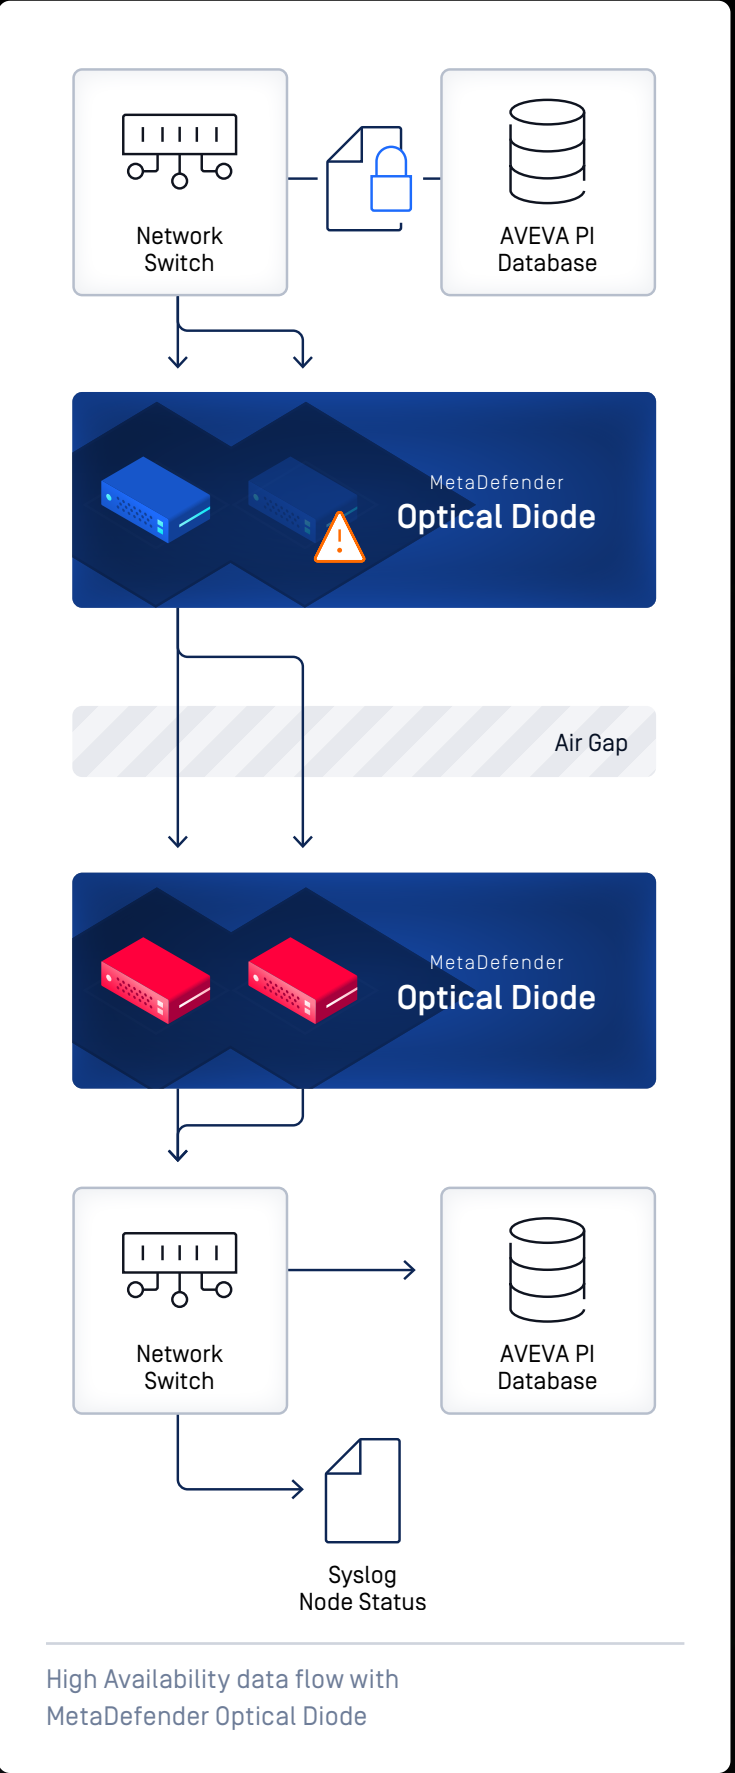 Network
Switch
AVEVA PI
Database
MetaDefender
Optical Diode
Air Gap
MetaDefender
Optical Diode
Network
Switch
AVEVA PI
Database
Syslog
Node Status
High Availability data flow with
MetaDefender Optical Diode